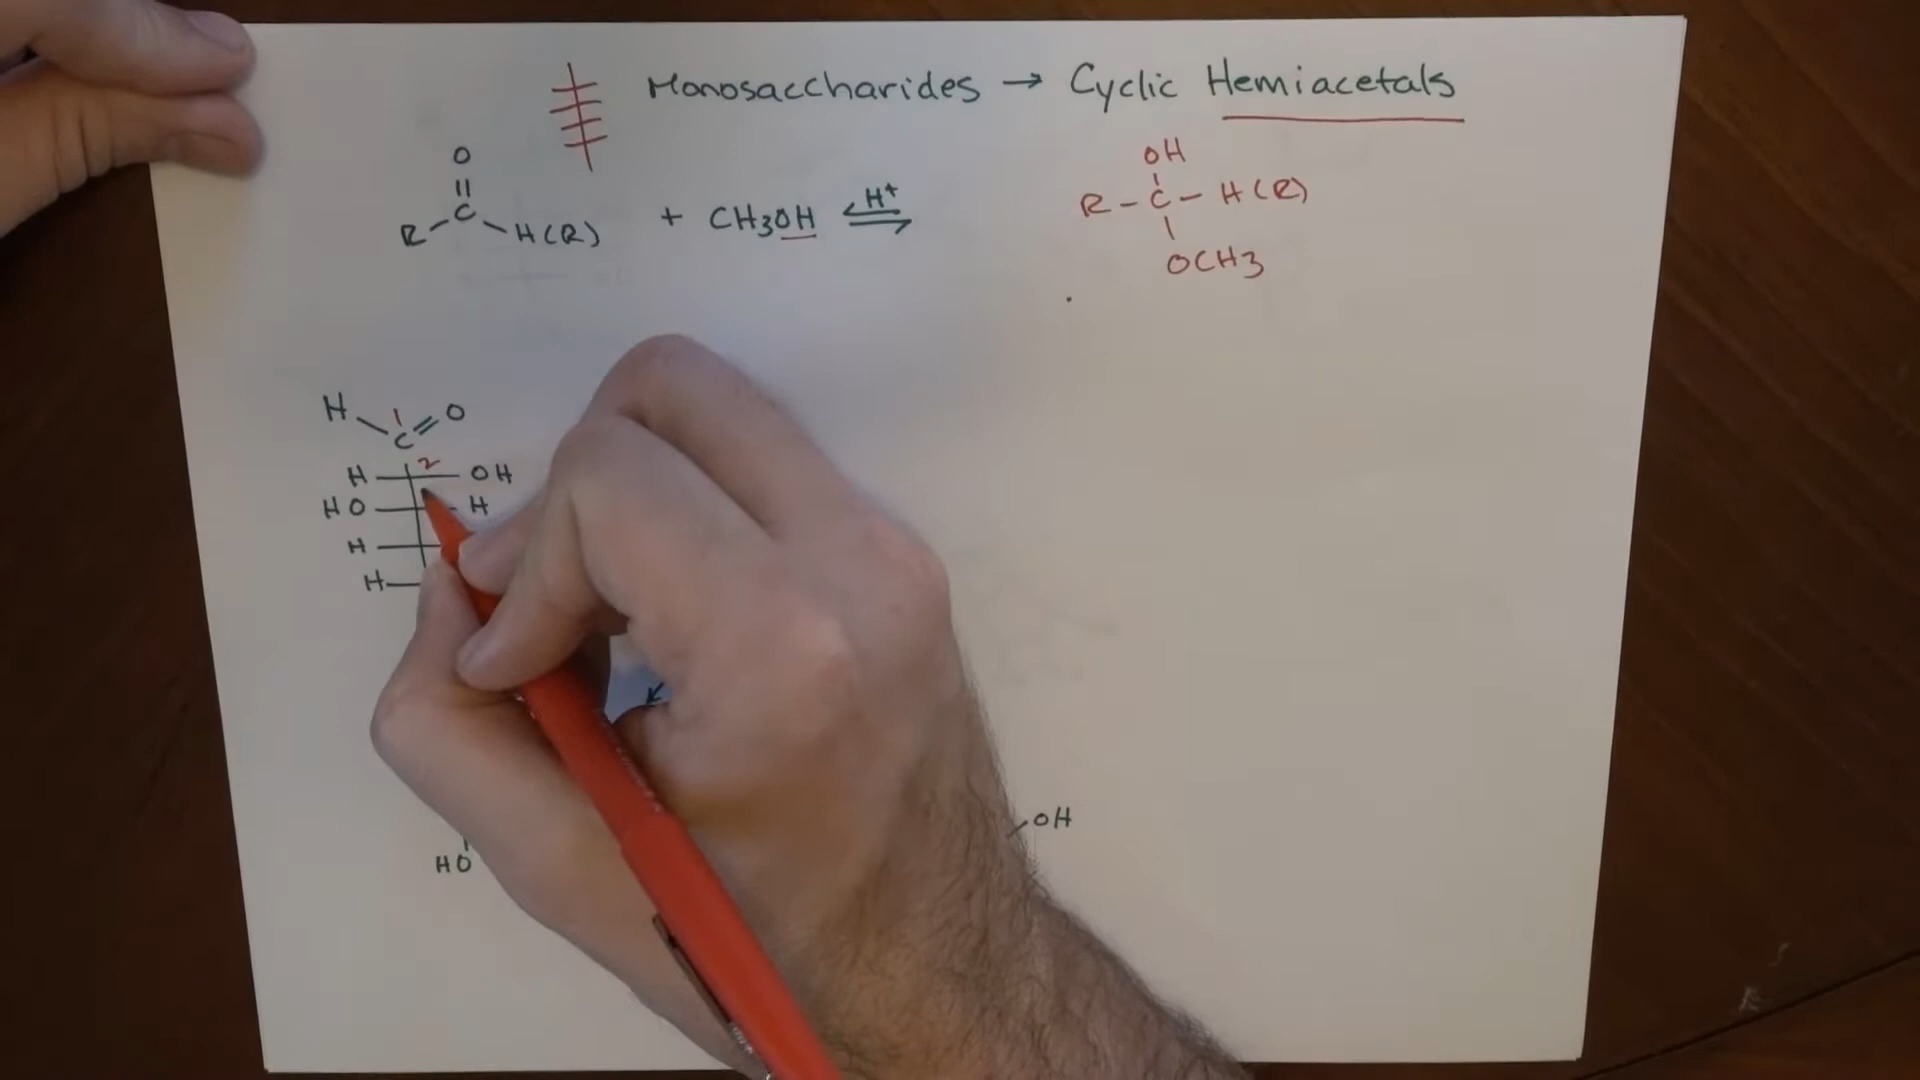 Monosaccharides → Cyclic Hemiacetals
O
||
R C H(R) + CH3OH H+
OH
R - C - H(R)
OCH3
H 1 O
C
H 2 OH
HO H
H
H
OH
HO